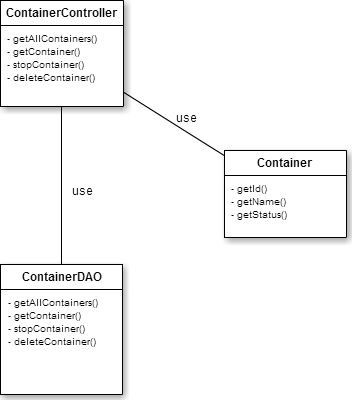 ContainerController
- getAllContainers()
- getContainer()
- stopContainer()
- deleteContainer()
use
Container
- getId()
- getName()
- getStatus()
use
ContainerDAO
- getAllContainers()
- getContainer()
- stopContainer()
- deleteContainer()